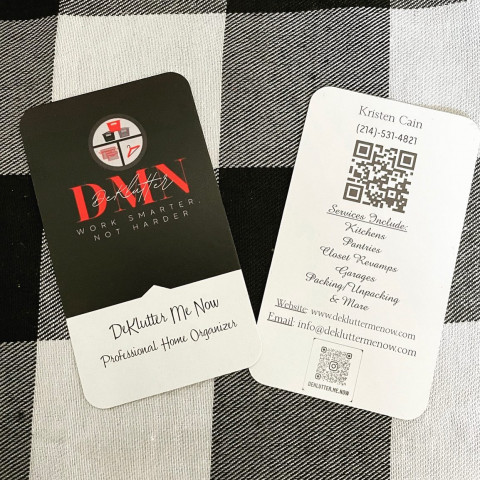 DMN
DeKlutter
WORK SMARTER,
NOT HARDER
DeKlutter Me Now
Professional Home Organizer
Kristen Cain
(214)-531-4821
Services Include:
Kitchens
Pantries
Closet Revamps
Garages
Packing/Unpacking
& More
Website: www.dekluttermenow.com
Email: info@dekluttermenow.com
DEKLUTTER.ME.NOW